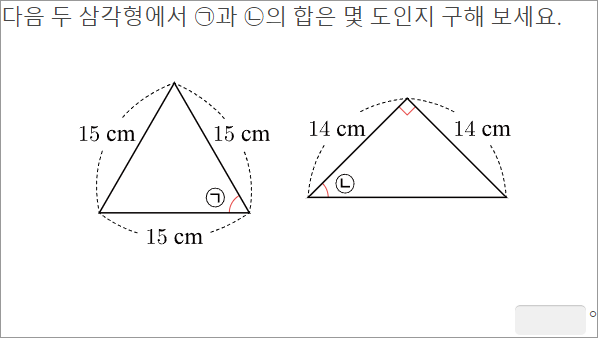 다음 두 삼각형에서 ㉠과 ㉡의 합은 몇 도인지 구해 보세요.
15 cm
15 cm
㉠
15 cm
14 cm
14 cm
㉡
°